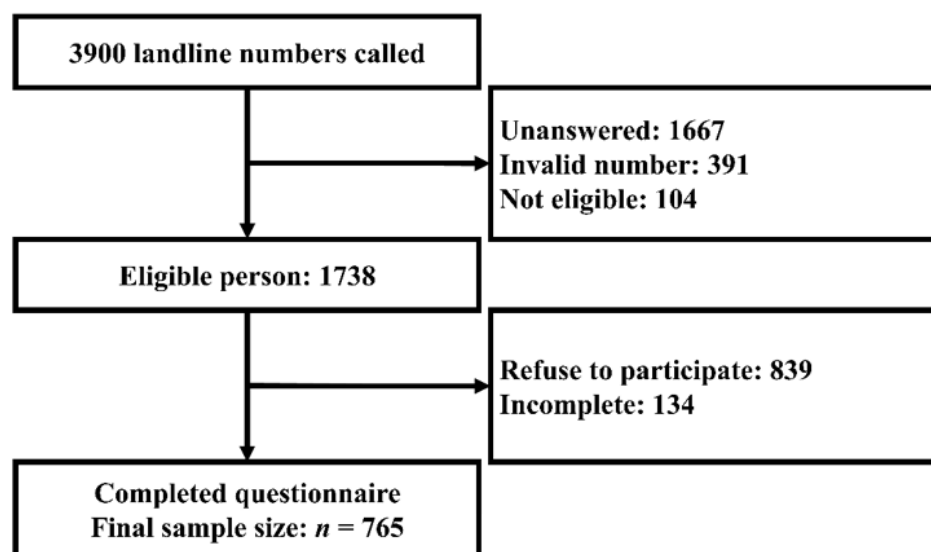 3900 landline numbers called
Unanswered: 1667
Invalid number: 391
Not eligible: 104
Eligible person: 1738
Refuse to participate: 839
Incomplete: 134
Completed questionnaire
Final sample size: n = 765